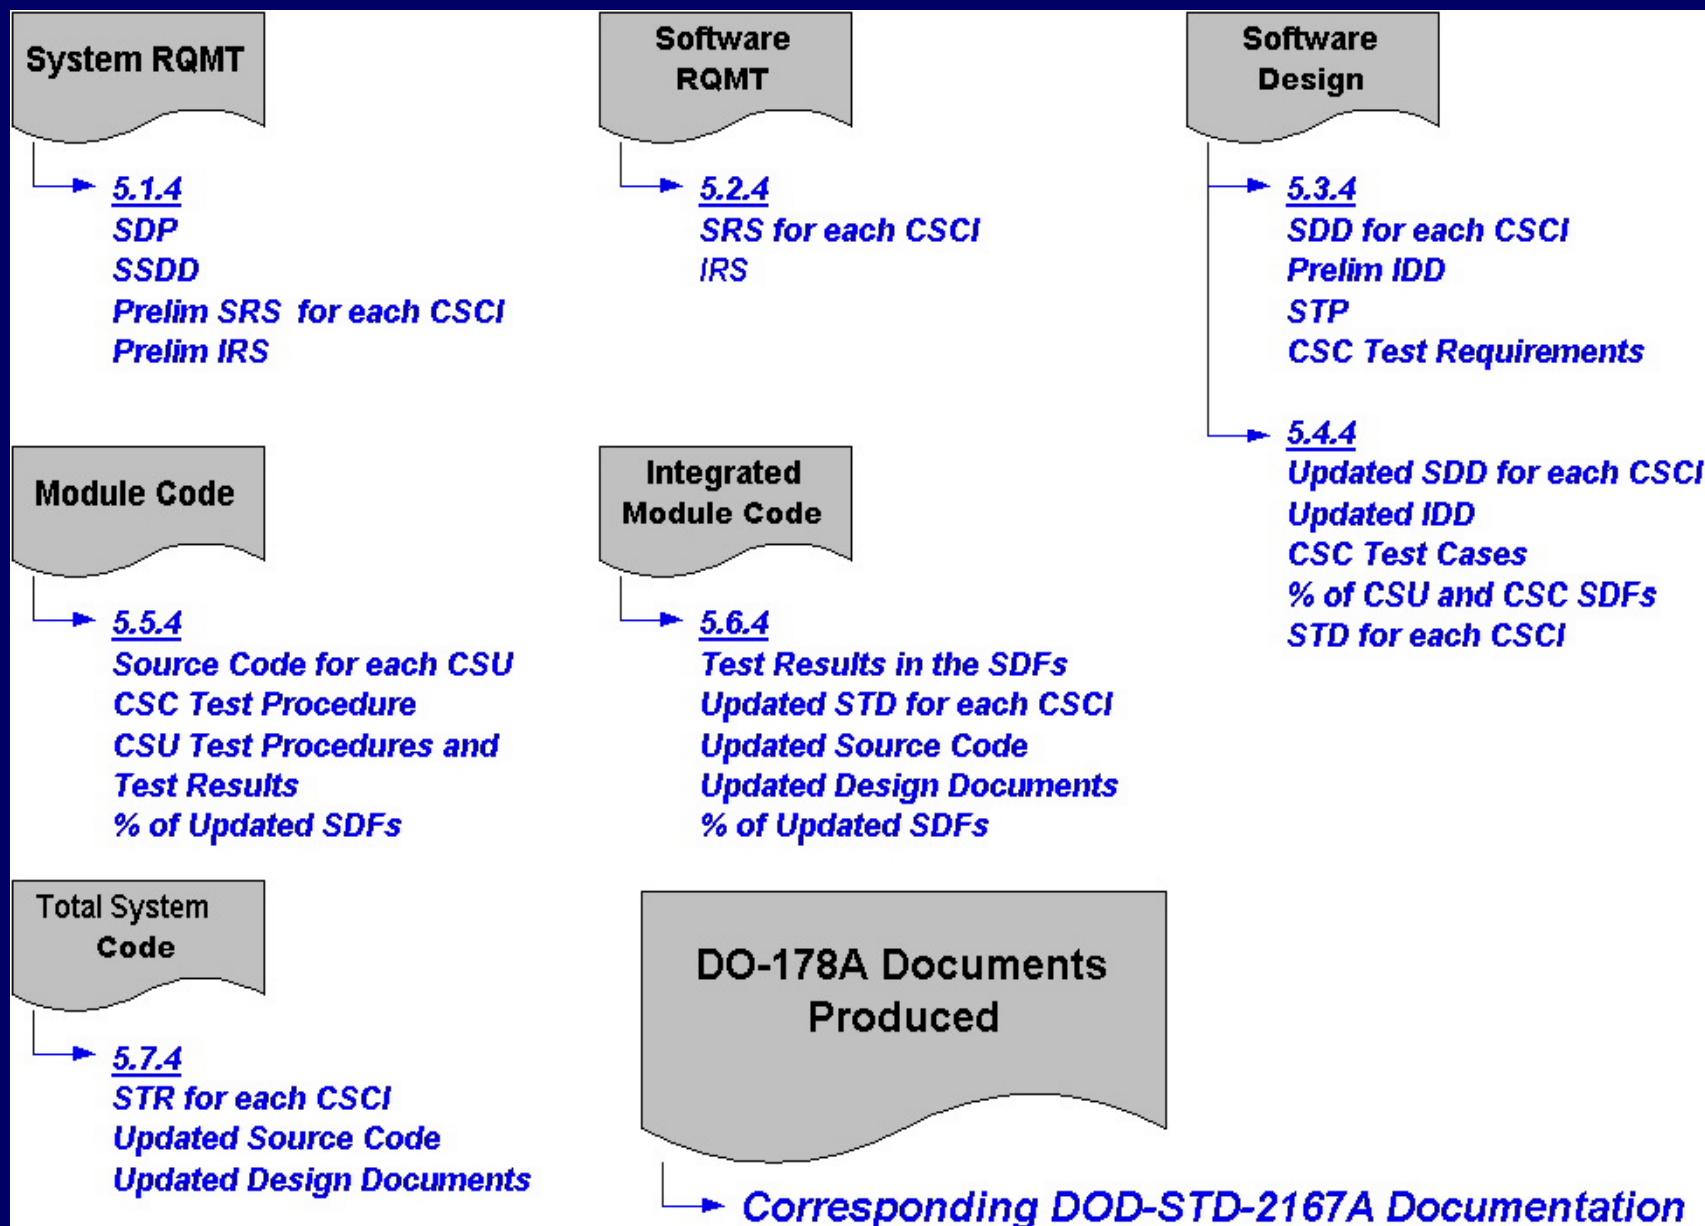 System RQMT
5.1.4
SDP
SSDD
Prelim SRS for each CSCI
Prelim IRS
Software
RQMT
5.2.4
SRS for each CSCI
IRS
Software
Design
5.3.4
SDD for each CSCI
Prelim IDD
STP
CSC Test Requirements
5.4.4
Updated SDD for each CSCI
Updated IDD
CSC Test Cases
% of CSU and CSC SDFs
STD for each CSCI
Module Code
5.5.4
Source Code for each CSU
CSC Test Procedure
CSU Test Procedures and
Test Results
% of Updated SDFs
Integrated
Module Code
5.6.4
Test Results in the SDFs
Updated STD for each CSCI
Updated Source Code
Updated Design Documents
% of Updated SDFs
Total System
Code
5.7.4
STR for each CSCI
Updated Source Code
Updated Design Documents
DO-178A Documents
Produced
Corresponding DOD-STD-2167A Documentation